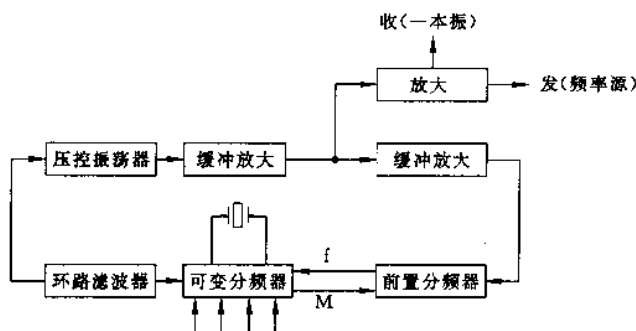 收(一本振)
放大
发(频率源)
压控振荡器
缓冲放大
缓冲放大
环路滤波器
可变分频器
f
M
前置分频器